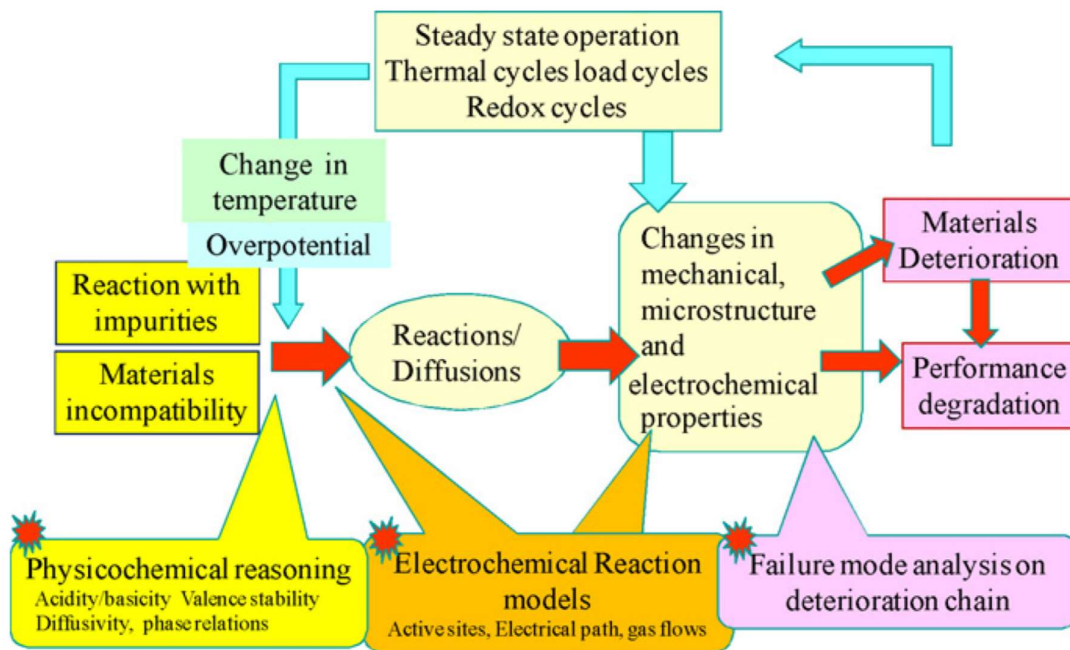 Steady state operation
Thermal cycles load cycles
Redox cycles
Change in
temperature
Overpotential
Reaction with
impurities
Materials
incompatibility
Reactions/
Diffusions
Changes in
mechanical,
microstructure
and
electrochemical
properties
Materials
Deterioration
Performance
degradation
Physicochemical reasoning
Acidity/basicity Valence stability
Diffusivity, phase relations
Electrochemical Reaction
models
Active sites, Electrical path, gas flows
Failure mode analysis on
deterioration chain